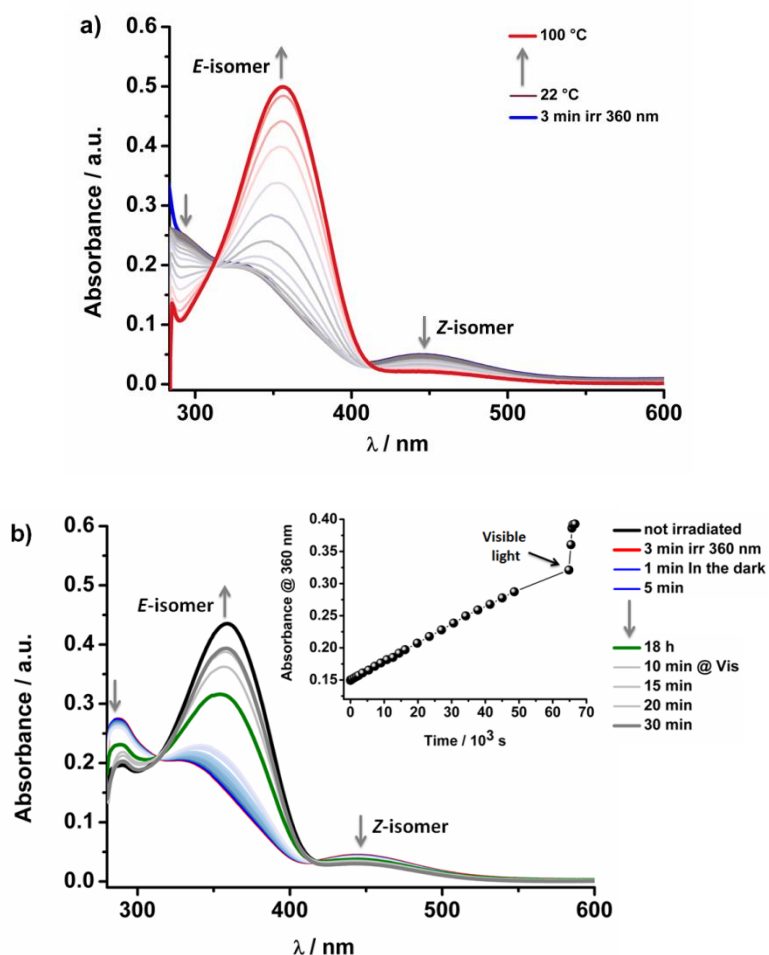 a)
100 °C
22 °C
3 min irr 360 nm
E-isomer
Z-isomer
Absorbance / a.u.
0.6
0.5
0.4
0.3
0.2
0.1
0.0
300 400 500 600
λ / nm
b)
not irradiated
3 min irr 360 nm
1 min In the dark
5 min
18 h
10 min @ Vis
15 min
20 min
30 min
E-isomer
Z-isomer
Absorbance / a.u.
0.6
0.5
0.4
0.3
0.2
0.1
0.0
300 400 500 600
λ / nm
Visible
light
Absorbance @ 360 nm
0.40
0.35
0.30
0.25
0.20
0.15
0 10 20 30 40 50 60 70
Time / 10³ s